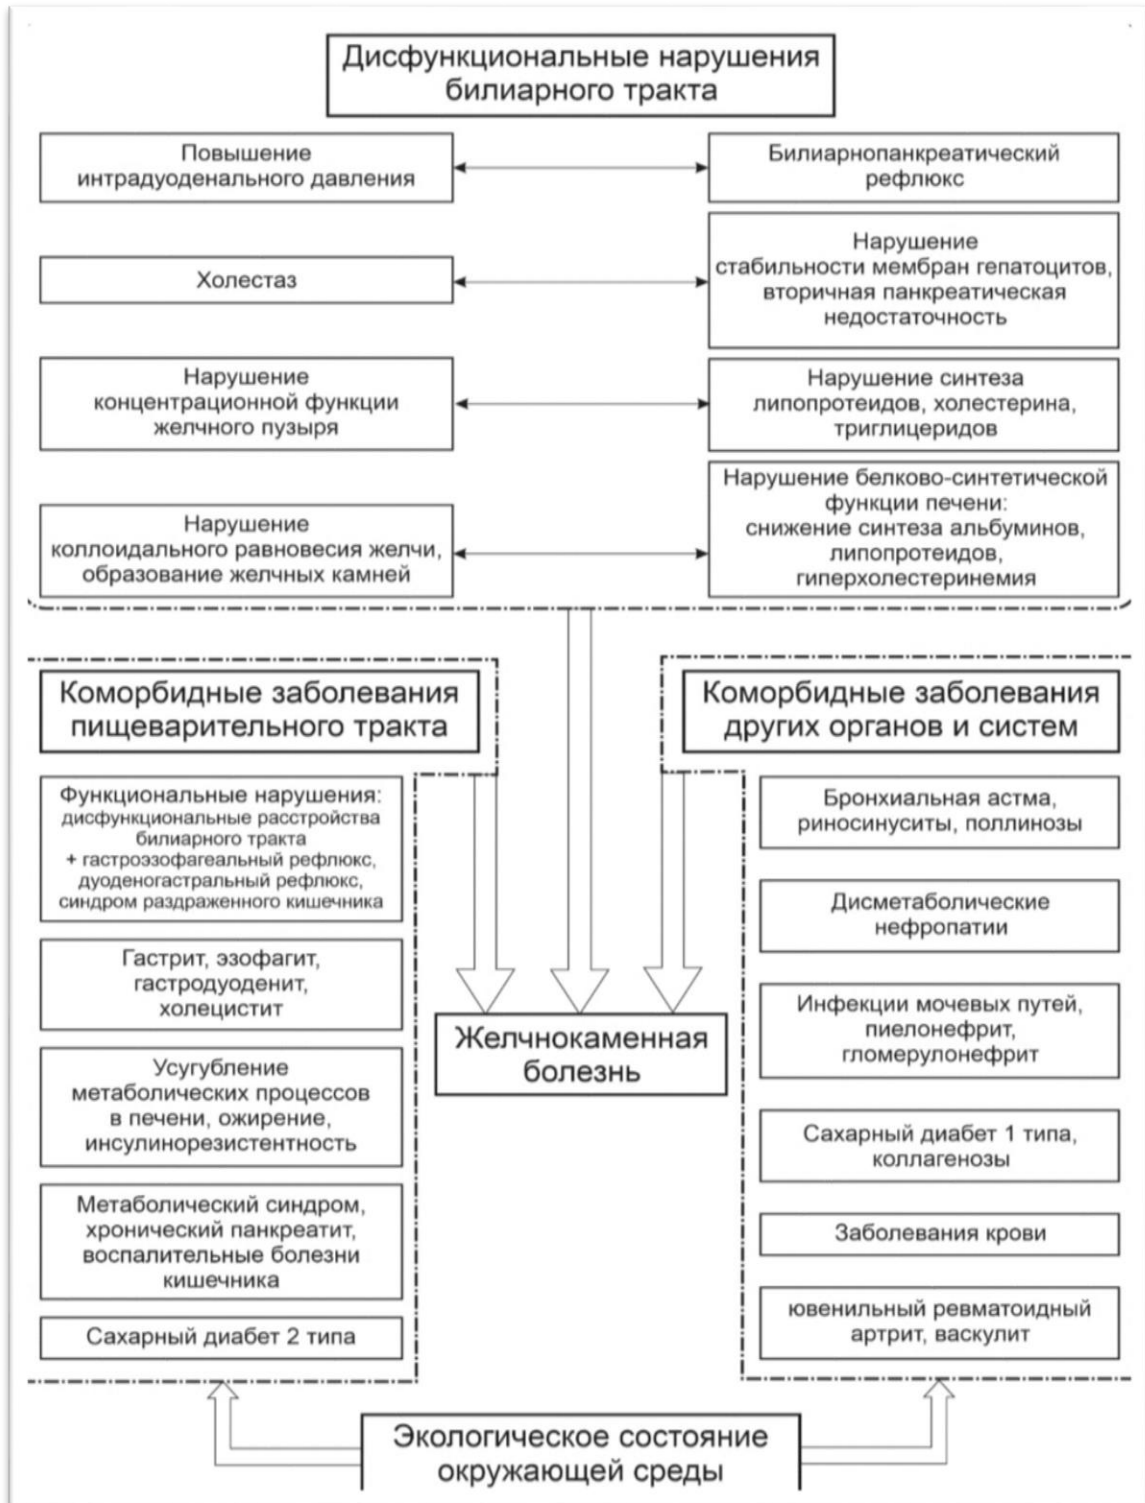 Дисфункциональные нарушения
билиарного тракта
Повышение
интрадуоденального давления
Билиарнопанкреатический
рефлюкс
Холестаз
Нарушение
стабильности мембран гепатоцитов,
вторичная панкреатическая
недостаточность
Нарушение
концентрационной функции
желчного пузыря
Нарушение синтеза
липопротеидов, холестерина,
триглицеридов
Нарушение
коллоидального равновесия желчи,
образование желчных камней
Нарушение белково-синтетической
функции печени:
снижение синтеза альбуминов,
липопротеидов,
гиперхолестеринемия
Коморбидные заболевания
пищеварительного тракта
Функциональные нарушения:
дисфункциональные расстройства
билиарного тракта
+ гастроэзофагеальный рефлюкс,
дуоденогастральный рефлюкс,
синдром раздраженного кишечника
Гастрит, эзофагит,
гастродуоденит,
холецистит
Усугубление
метаболических процессов
в печени, ожирение,
инсулинорезистентность
Метаболический синдром,
хронический панкреатит,
воспалительные болезни
кишечника
Сахарный диабет 2 типа
Коморбидные заболевания
других органов и систем
Бронхиальная астма,
риносинуситы, поллинозы
Дисметаболические
нефропатии
Инфекции мочевых путей,
пиелонефрит,
гломерулонефрит
Сахарный диабет 1 типа,
коллагенозы
Заболевания крови
ювенильный ревматоидный
артрит, васкулит
Желчнокаменная
болезнь
Экологическое состояние
окружающей среды